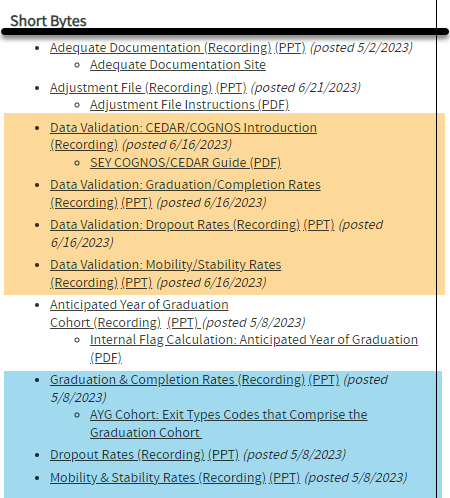 Short Bytes
Adequate Documentation (Recording) (PPT) (posted 5/2/2023)
Adequate Documentation Site
Adjustment File (Recording) (PPT) (posted 6/21/2023)
Adjustment File Instructions (PDF)
Data Validation: CEDAR/COGNOS Introduction
(Recording) (posted 6/16/2023)
SEY COGNOS/CEDAR Guide (PDF)
Data Validation: Graduation/Completion Rates
(Recording) (PPT) (posted 6/16/2023)
Data Validation: Dropout Rates (Recording) (PPT) (posted
6/16/2023)
Data Validation: Mobility/Stability Rates
(Recording) (PPT) (posted 6/16/2023)
Anticipated Year of Graduation
Cohort (Recording) (PPT) (posted 5/8/2023)
Internal Flag Calculation: Anticipated Year of Graduation
(PDF)
Graduation & Completion Rates (Recording) (PPT) (posted
5/8/2023)
AYG Cohort: Exit Types Codes that Comprise the
Graduation Cohort
Dropout Rates (Recording) (PPT) (posted 5/8/2023)
Mobility & Stability Rates (Recording) (PPT) (posted 5/8/2023)